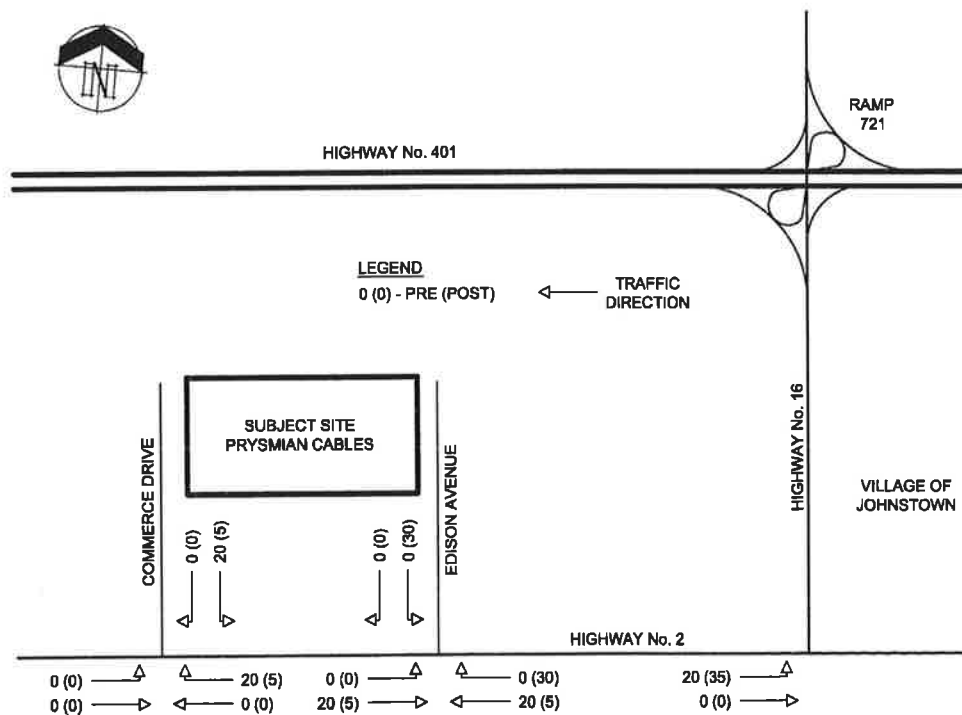 N
RAMP
721
HIGHWAY No. 401
LEGEND
0 (0) - PRE (POST)
TRAFFIC
DIRECTION
SUBJECT SITE
PRYSMIAN CABLES
COMMERCE DRIVE
EDISON AVENUE
HIGHWAY No. 16
VILLAGE OF
JOHNSTOWN
0 (0)
20 (5)
0 (0)
0 (30)
HIGHWAY No. 2
0 (0)
20 (5)
0 (0)
0 (30)
20 (35)
0 (0)
0 (0)
20 (5)
20 (5)
0 (0)